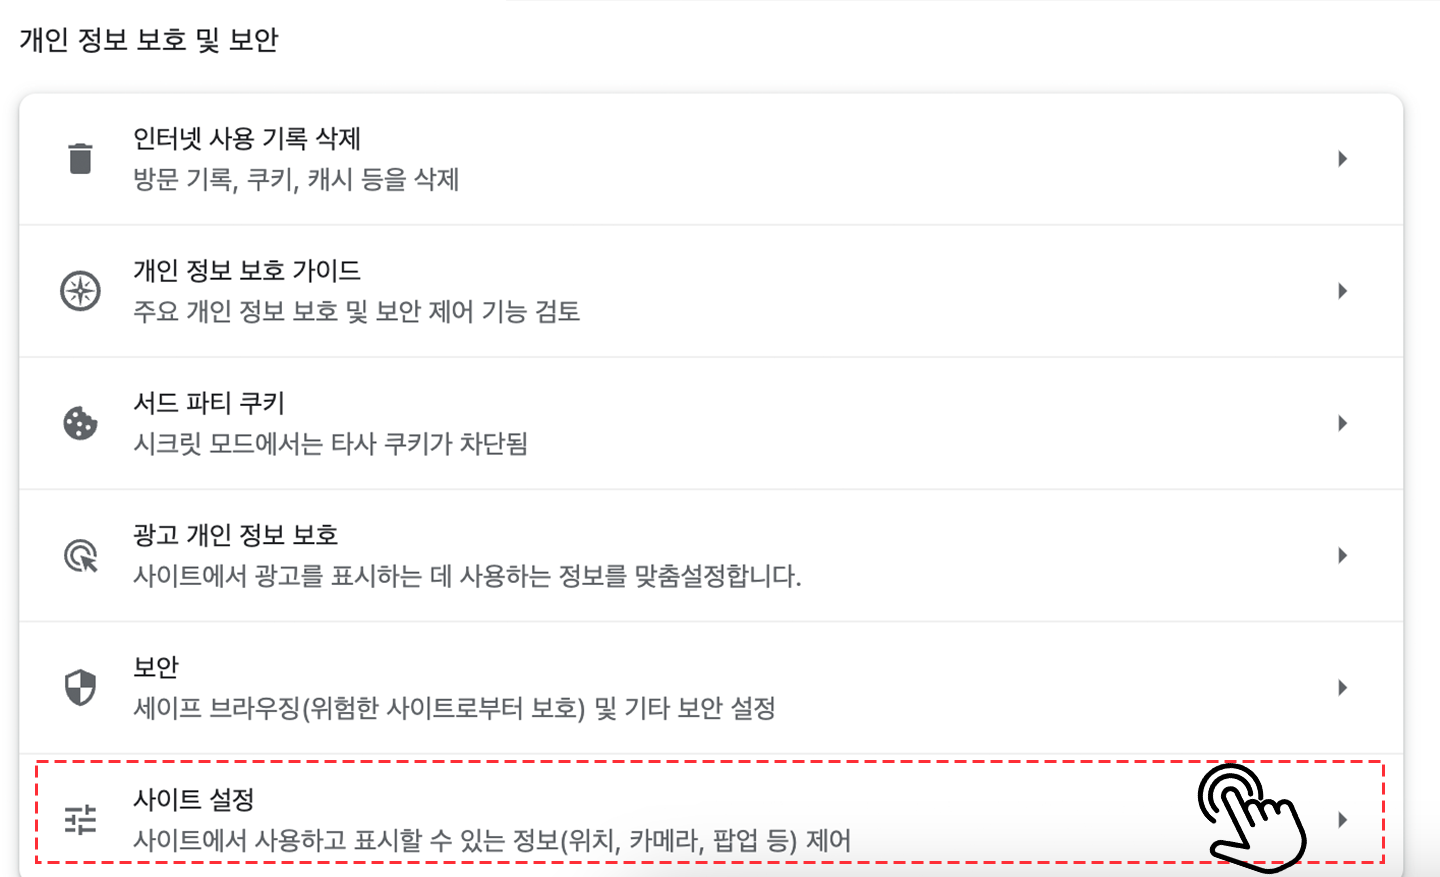 개인 정보 보호 및 보안
인터넷 사용 기록 삭제
방문 기록, 쿠키, 캐시 등을 삭제
개인 정보 보호 가이드
주요 개인 정보 보호 및 보안 제어 기능 검토
서드 파티 쿠키
시크릿 모드에서는 타사 쿠키가 차단됨
광고 개인 정보 보호
사이트에서 광고를 표시하는 데 사용하는 정보를 맞춤설정합니다.
보안
세이프 브라우징(위험한 사이트로부터 보호) 및 기타 보안 설정
사이트 설정
사이트에서 사용하고 표시할 수 있는 정보(위치, 카메라, 팝업 등) 제어